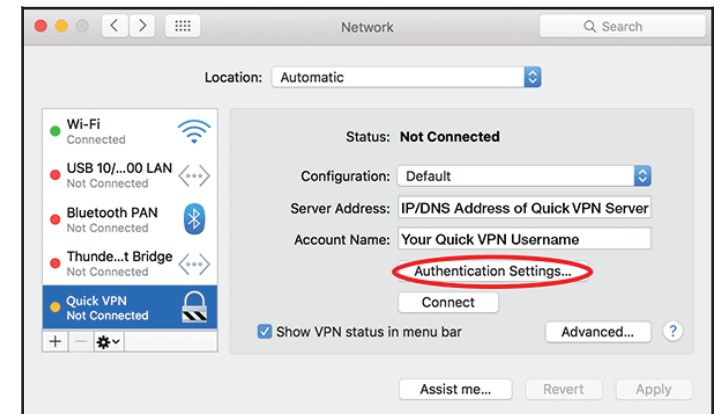 Network
Search
Location: Automatic
Wi-Fi
Connected
USB 10/...00 LAN
Not Connected
Bluetooth PAN
Not Connected
Thunde...t Bridge
Not Connected
Quick VPN
Not Connected
Status: Not Connected
Configuration: Default
Server Address: IP/DNS Address of Quick VPN Server
Account Name: Your Quick VPN Username
Authentication Settings...
Connect
Show VPN status in menu bar
Advanced... ?
Assist me... Revert Apply